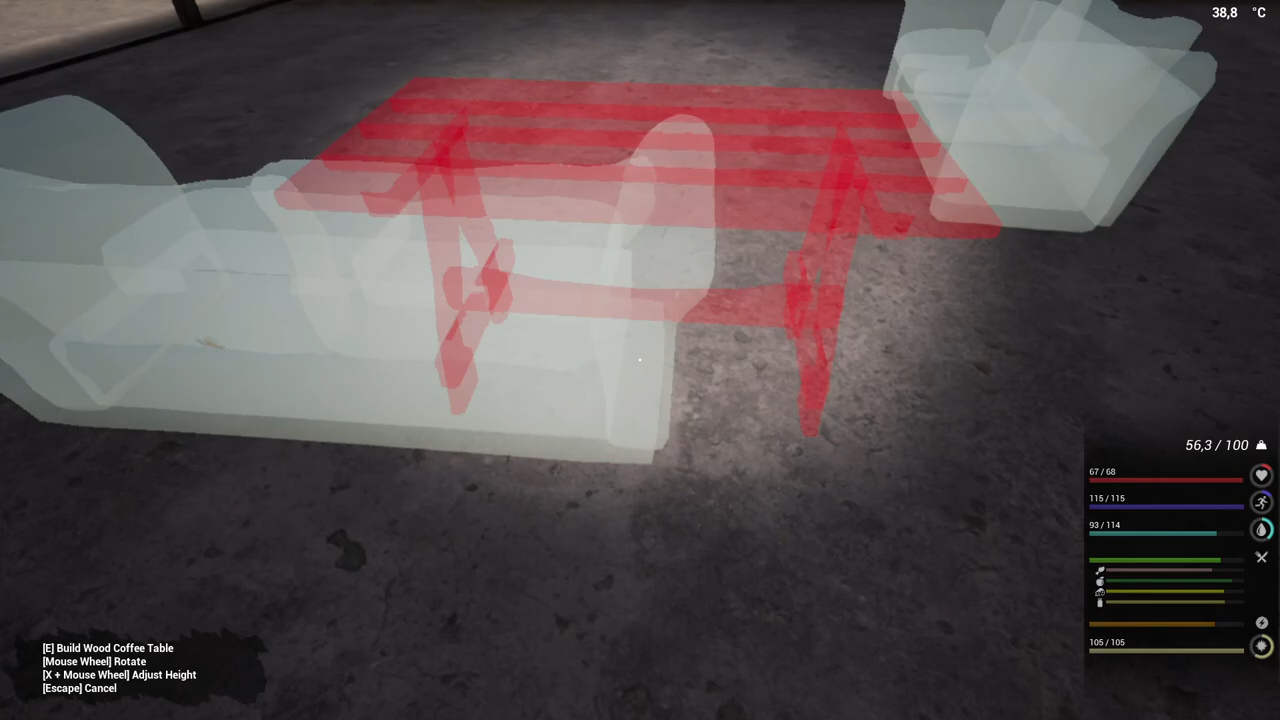 38,8 °C
56,3 / 100
67 / 68
115 / 115
93 / 114
105 / 105
[E] Build Wood Coffee Table
[Mouse Wheel] Rotate
[X + Mouse Wheel] Adjust Height
[Escape] Cancel